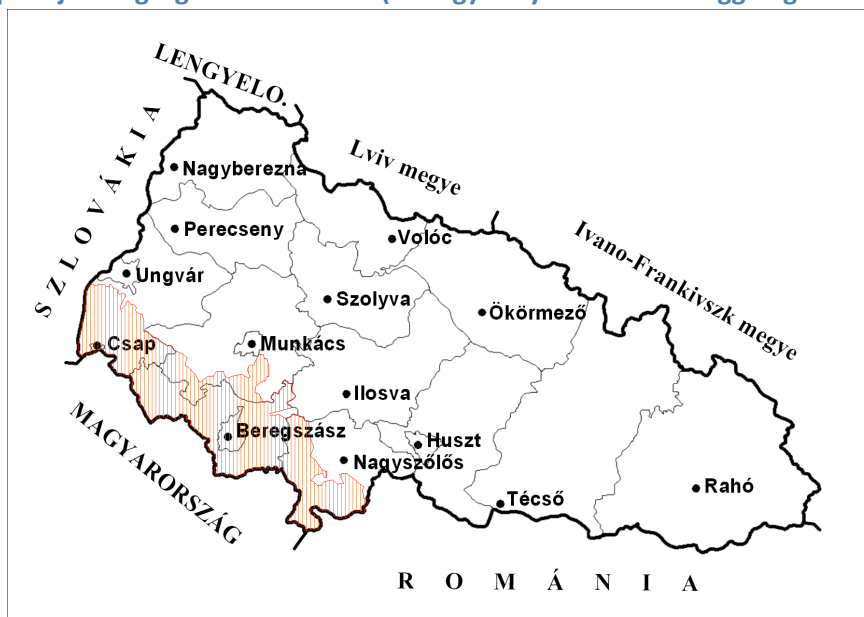 LENGYELO.
SZLOVÁKIA
Lviv megye
Nagyberezna
Perecseny
Volóc
Ivano-Frankivszk megye
Ungvár
Szolyva
Ökörmező
Csap
Munkács
Ilosva
MAGYARORSZÁG
Beregszász
Huszt
Nagyszőlős
Técső
Rahó
ROMÁNIA